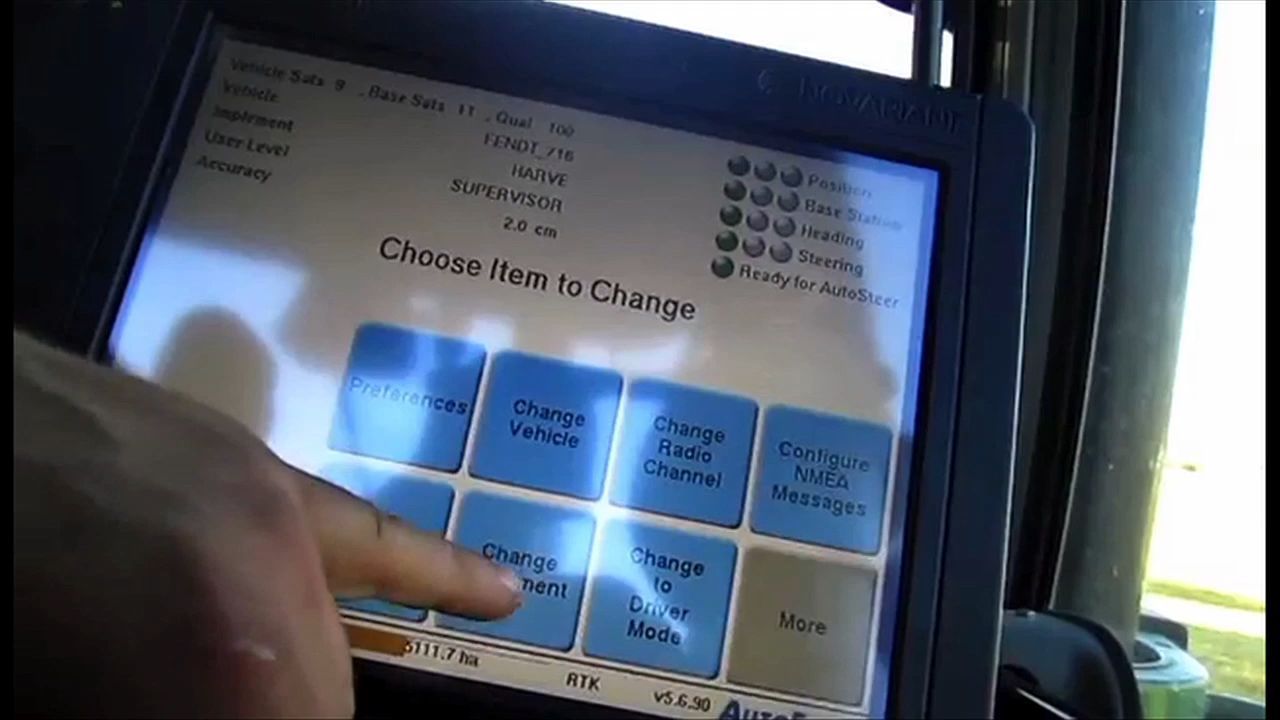 NOVARIANT
Vehicle Sats 9 , Base Sats 11 , Qual 100
Vehicle FENDT_716
Implement HARVE
User Level SUPERVISOR
Accuracy 2.0 cm
Position
Base Station
Heading
Steering
Ready for AutoSteer
Choose Item to Change
Preferences
Change
Vehicle
Change
Radio
Channel
Configure
NMEA
Messages
Change
ment
Change
to
Driver
Mode
More
5111.7 ha
RTK
v5.6.90